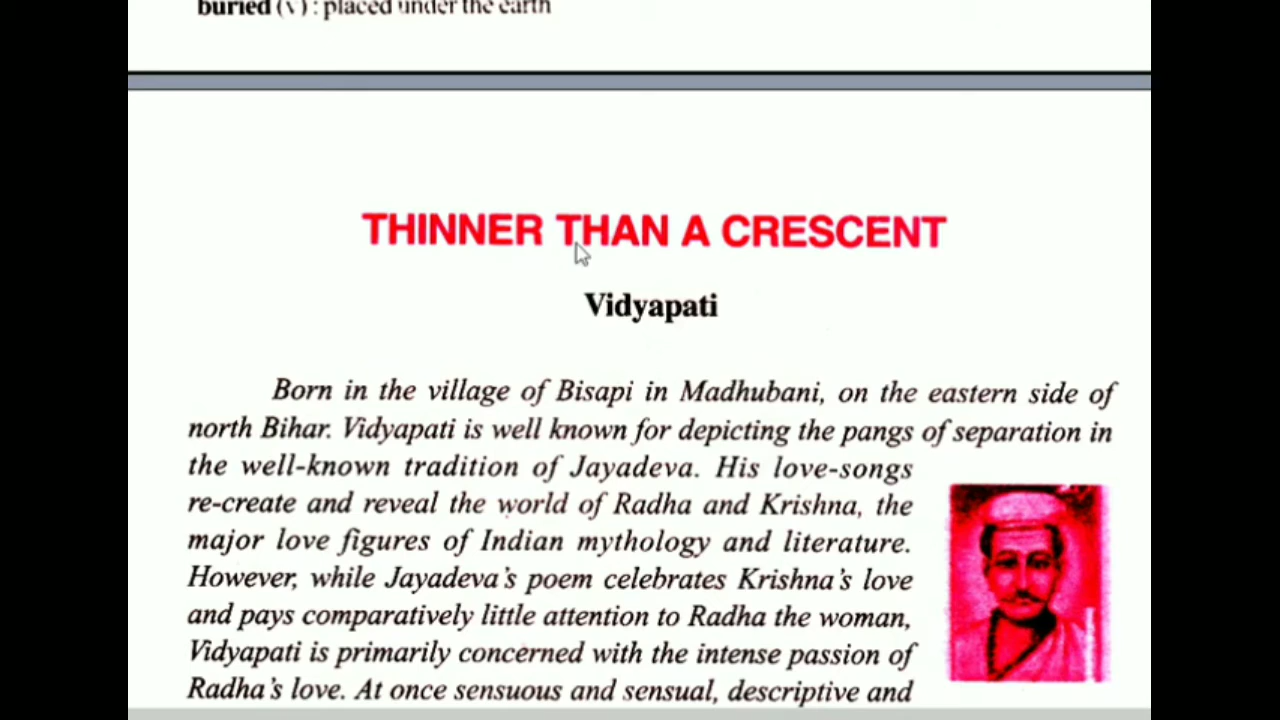 buried (v) : placed under the earth
THINNER THAN A CRESCENT
Vidyapati
Born in the village of Bisapi in Madhubani, on the eastern side of
north Bihar. Vidyapati is well known for depicting the pangs of separation in
the well-known tradition of Jayadeva. His love-songs
re-create and reveal the world of Radha and Krishna, the
major love figures of Indian mythology and literature.
However, while Jayadeva's poem celebrates Krishna's love
and pays comparatively little attention to Radha the woman,
Vidyapati is primarily concerned with the intense passion of
Radha's love. At once sensuous and sensual, descriptive and